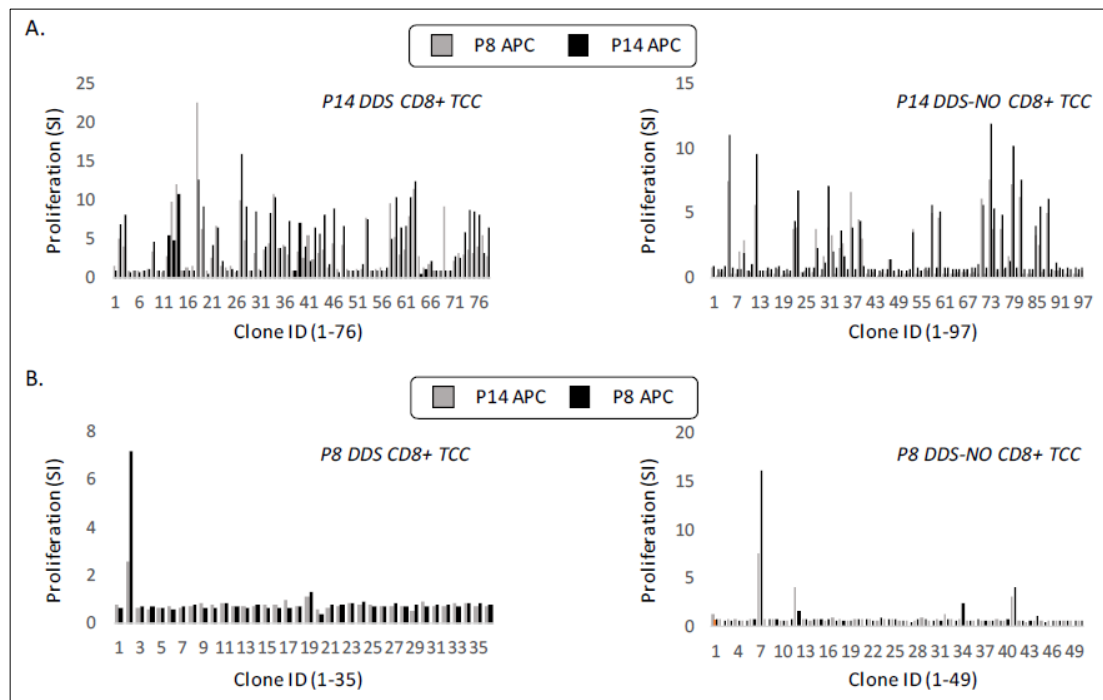 A.
P8 APC P14 APC
P14 DDS CD8+ TCC
Proliferation (SI)
25
20
15
10
5
0
1 6 11 16 21 26 31 36 41 46 51 56 61 66 71 76
Clone ID (1-76)
P14 DDS-NO CD8+ TCC
Proliferation (SI)
15
10
5
0
1 7 13 19 25 31 37 43 49 55 61 67 73 79 85 91 97
Clone ID (1-97)
B.
P14 APC P8 APC
P8 DDS CD8+ TCC
Proliferation (SI)
8
6
4
2
0
1 3 5 7 9 11 13 15 17 19 21 23 25 27 29 31 33 35
Clone ID (1-35)
P8 DDS-NO CD8+ TCC
Proliferation (SI)
20
15
10
5
0
1 4 7 10 13 16 19 22 25 28 31 34 37 40 43 46 49
Clone ID (1-49)